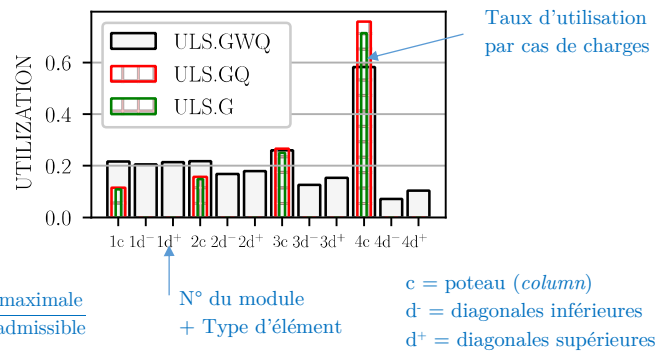 Taux d'utilisation
par cas de charges
UTILIZATION
0.6
0.4
0.2
0.0
ULS.GWQ
ULS.GQ
ULS.G
1c 1d⁻ 1d⁺ 2c 2d⁻ 2d⁺ 3c 3d⁻ 3d⁺ 4c 4d⁻ 4d⁺
maximale
admissible
N° du module
+ Type d'élément
c = poteau (column)
d⁻ = diagonales inférieures
d⁺ = diagonales supérieures